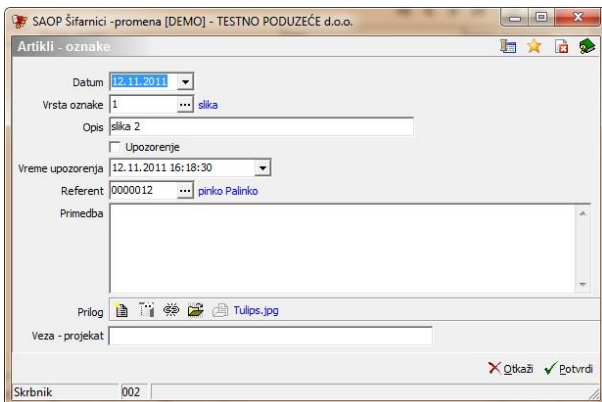 SAOP Šifarnici -promena [DEMO] - TESTNO PODUZEĆE d.o.o.
Artikli - oznake
Datum 12.11.2011
Vrsta oznake 1 ... slika
Opis slika 2
Upozorenje
Vreme upozorenja 12.11.2011 16:18:30
Referent 0000012 ... pinko Palinko
Primedba
Prilog Tulips.jpg
Veza - projekat
Otkaži Potvrdi
Skrbnik 002